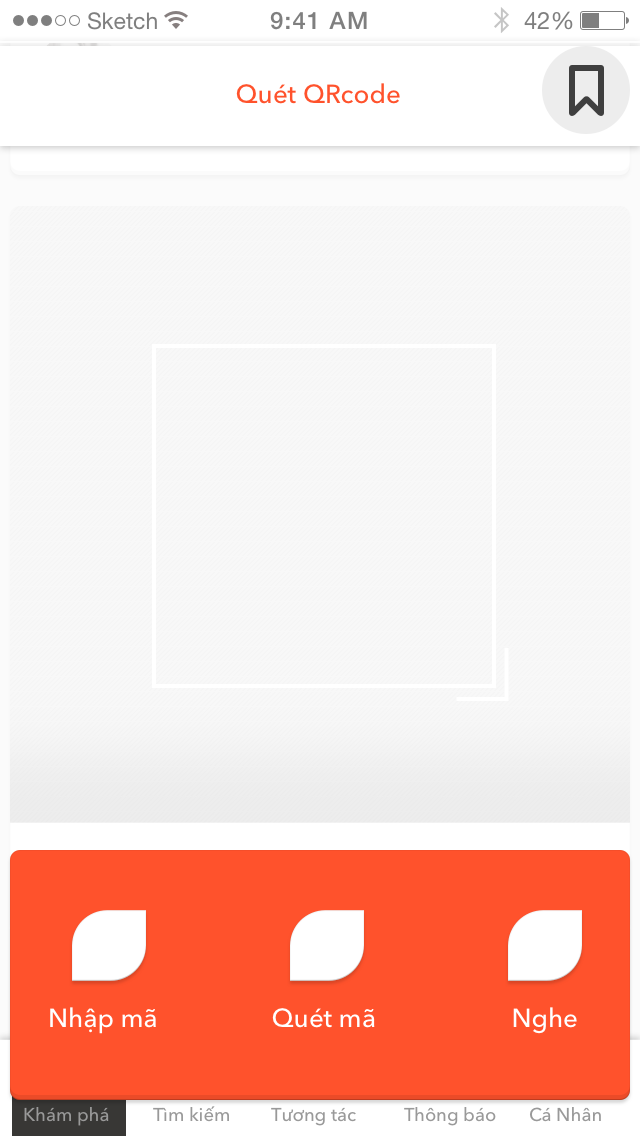 Sketch 9:41 AM 42%
Quét QRcode
Nhập mã Quét mã Nghe
Khám phá Tìm kiếm Tương tác Thông báo Cá Nhân